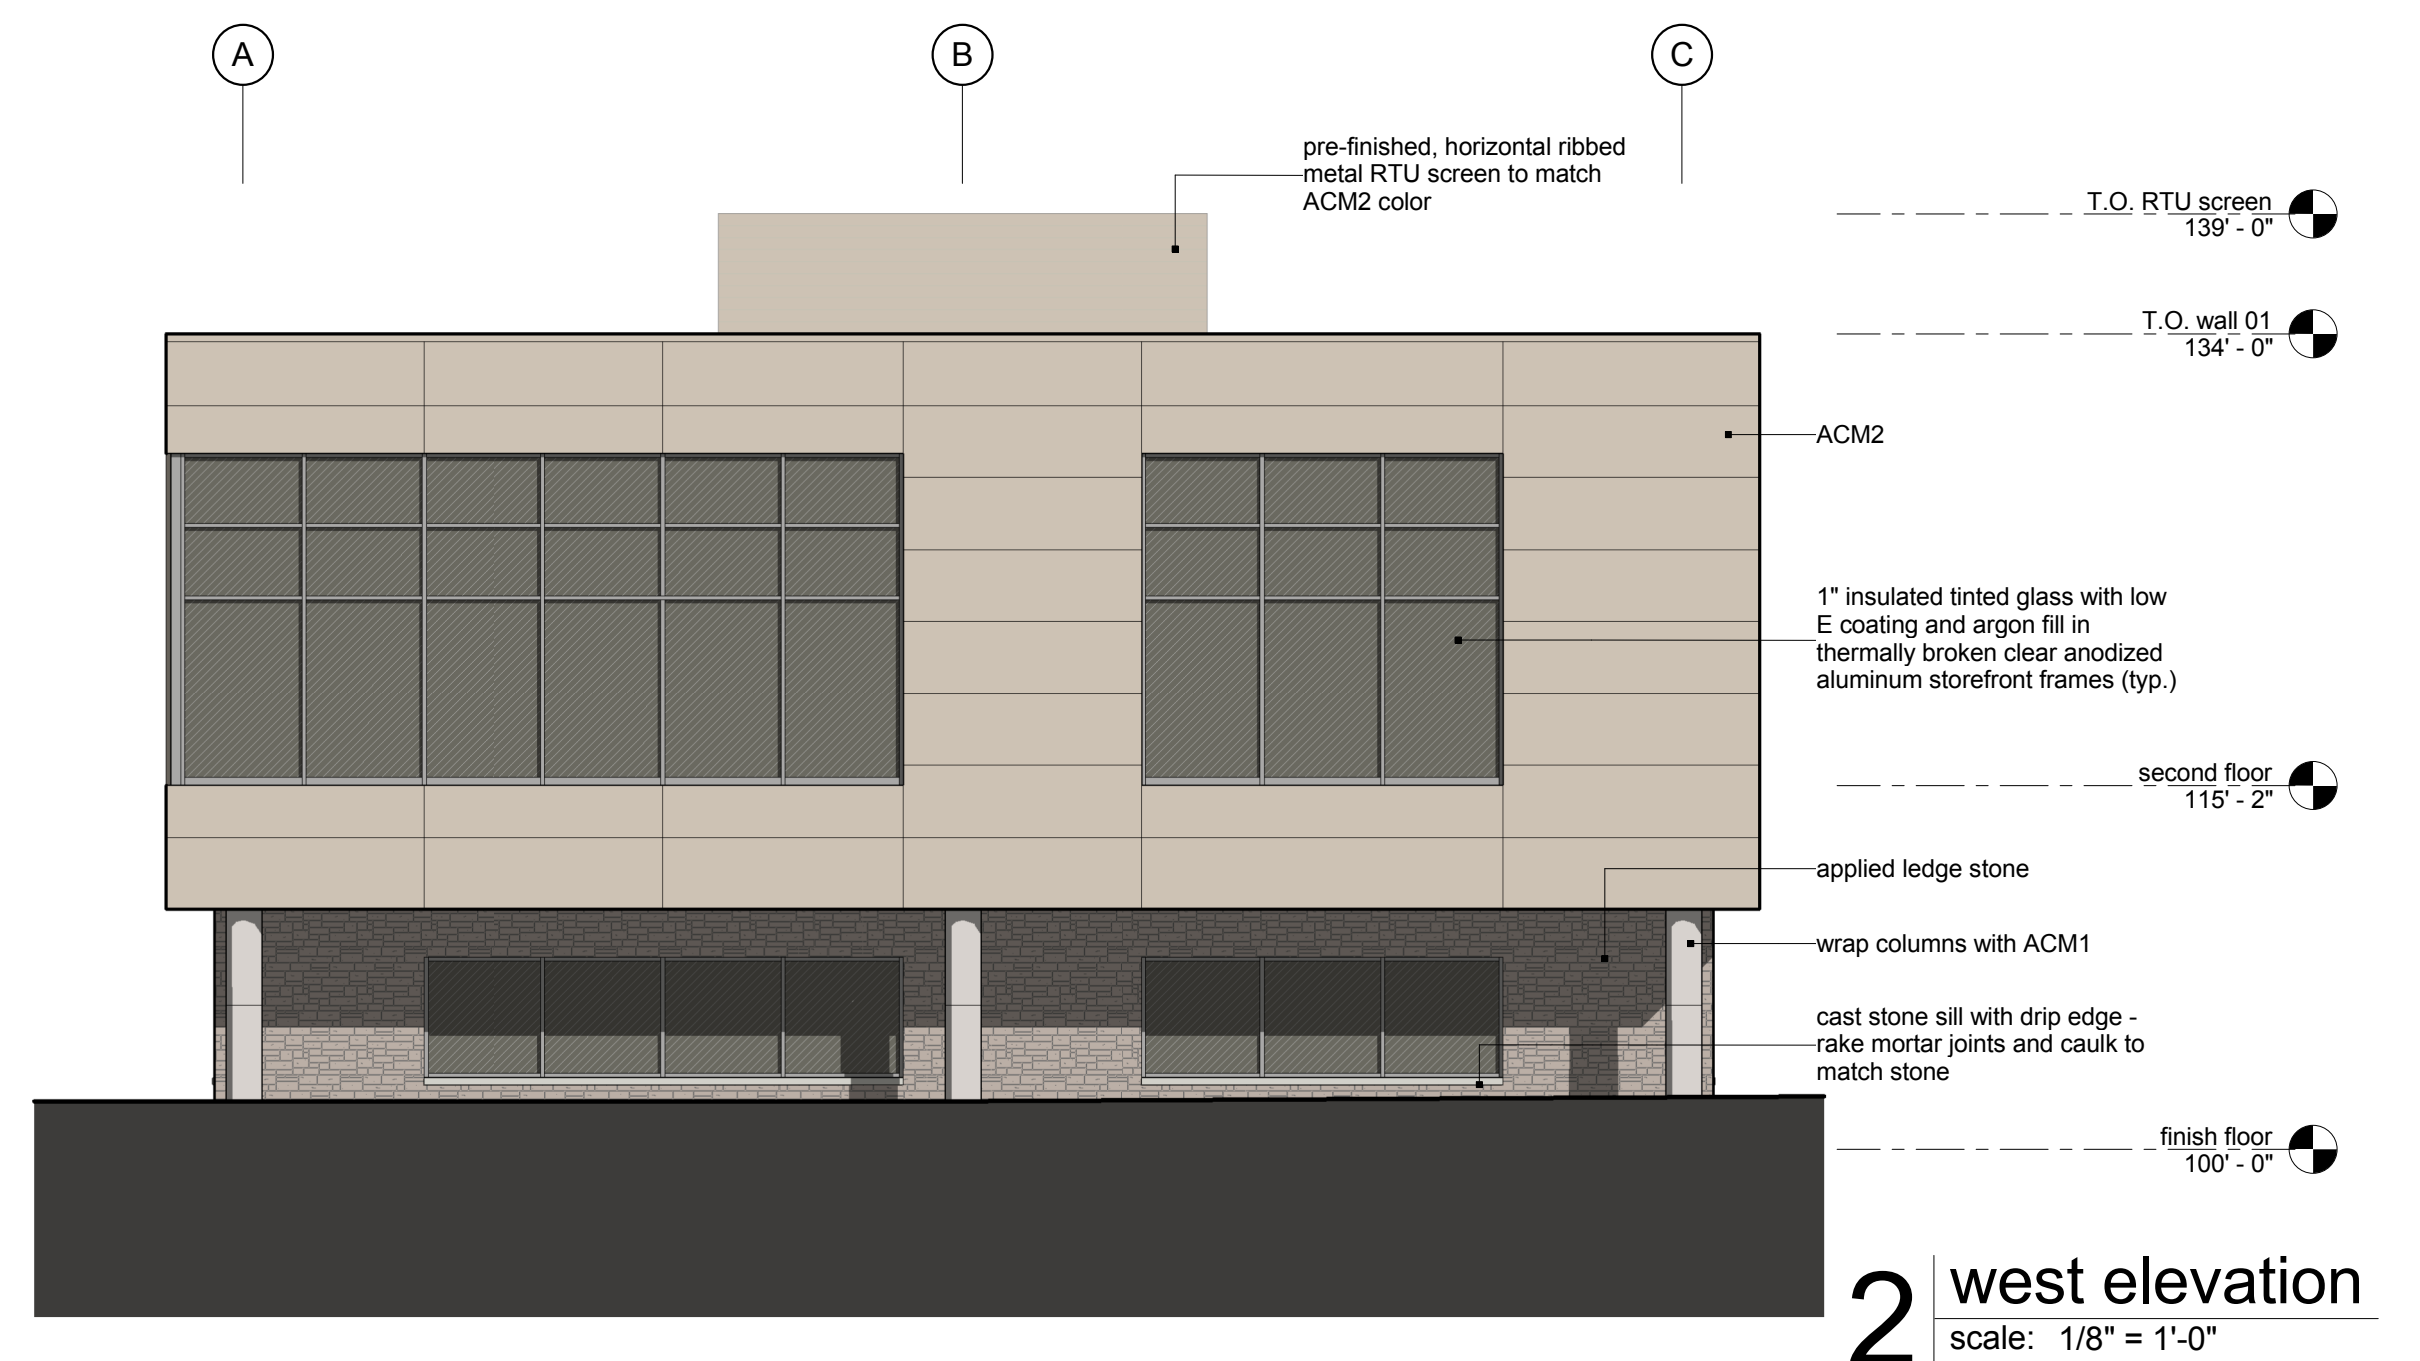 A
B
C
pre-finished, horizontal ribbed
metal RTU screen to match
ACM2 color
T.O. RTU screen
139' - 0"
T.O. wall 01
134' - 0"
ACM2
1" insulated tinted glass with low
E coating and argon fill in
thermally broken clear anodized
aluminum storefront frames (typ.)
second floor
115' - 2"
applied ledge stone
wrap columns with ACM1
cast stone sill with drip edge -
rake mortar joints and caulk to
match stone
finish floor
100' - 0"
2
west elevation
scale: 1/8" = 1'-0"